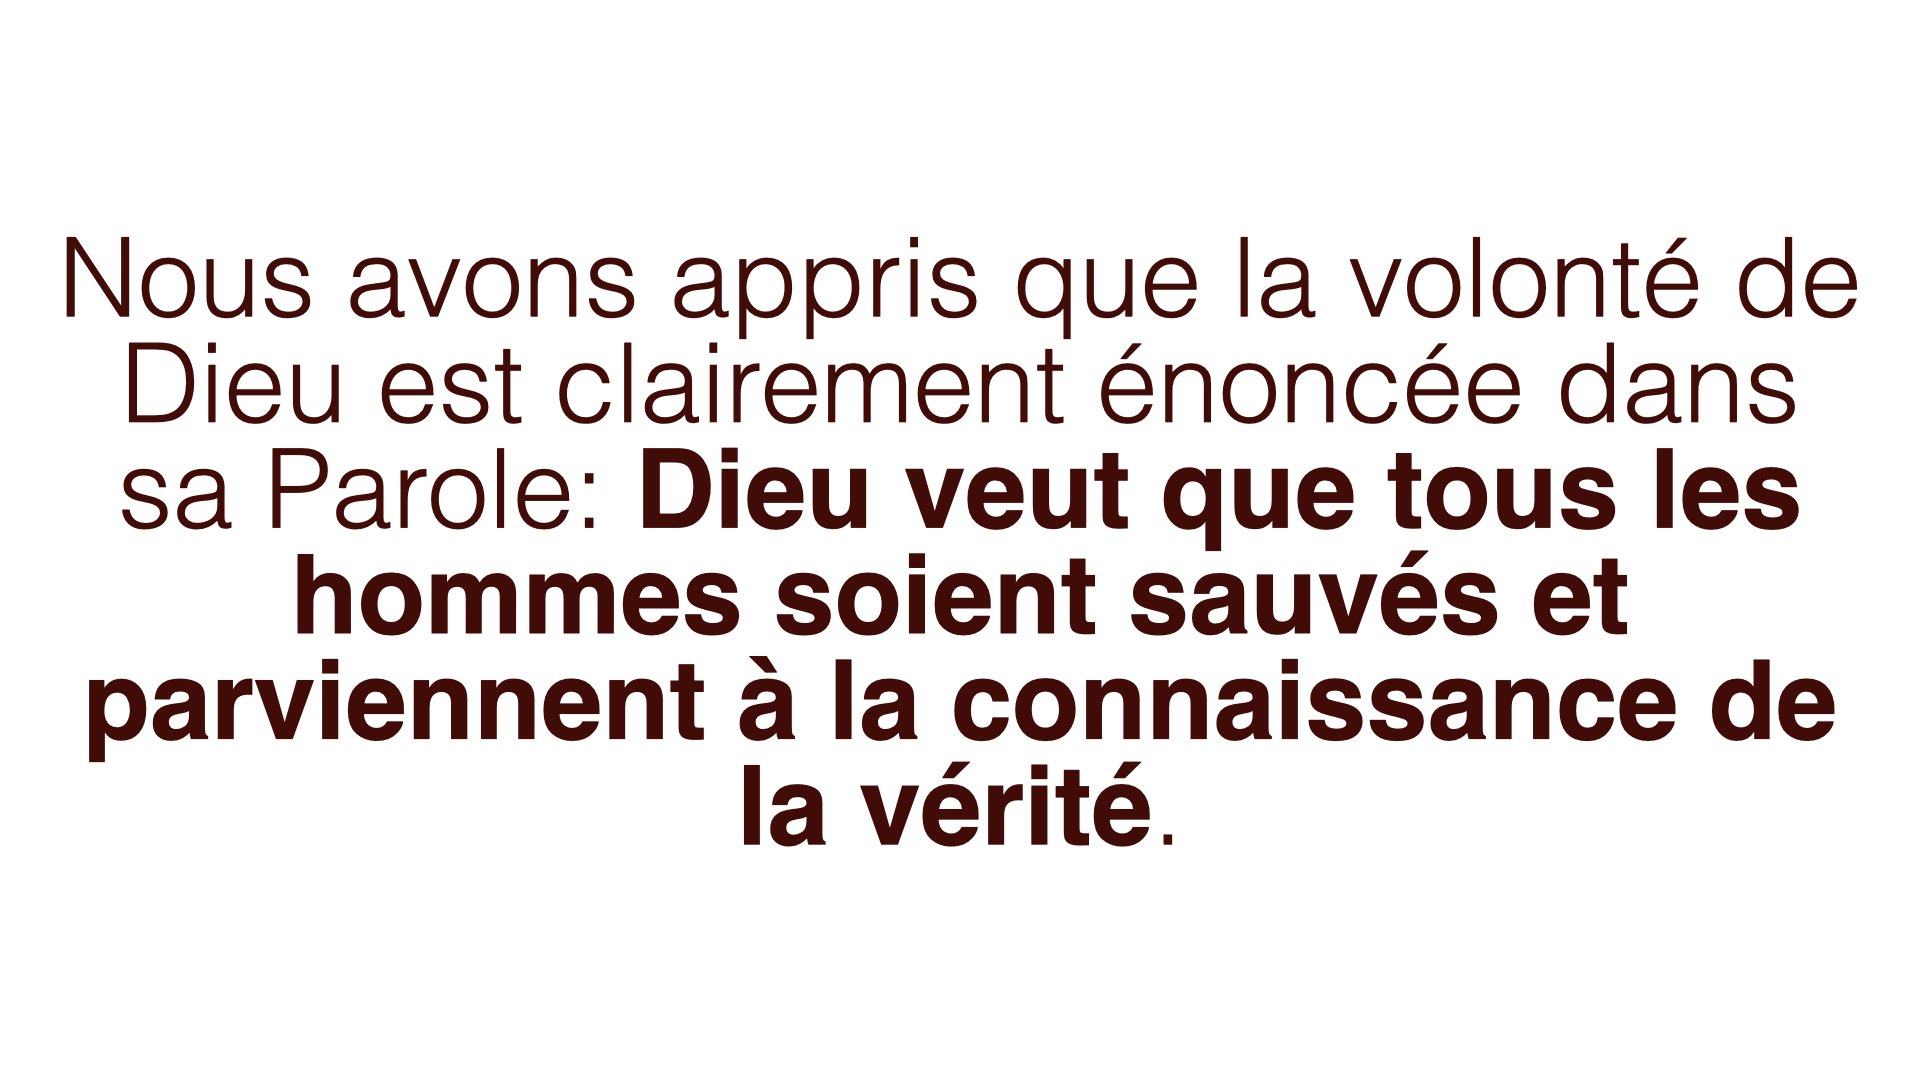 Nous avons appris que la volonté de
Dieu est clairement énoncée dans
sa Parole: Dieu veut que tous les
hommes soient sauvés et
parviennent à la connaissance de
la vérité.